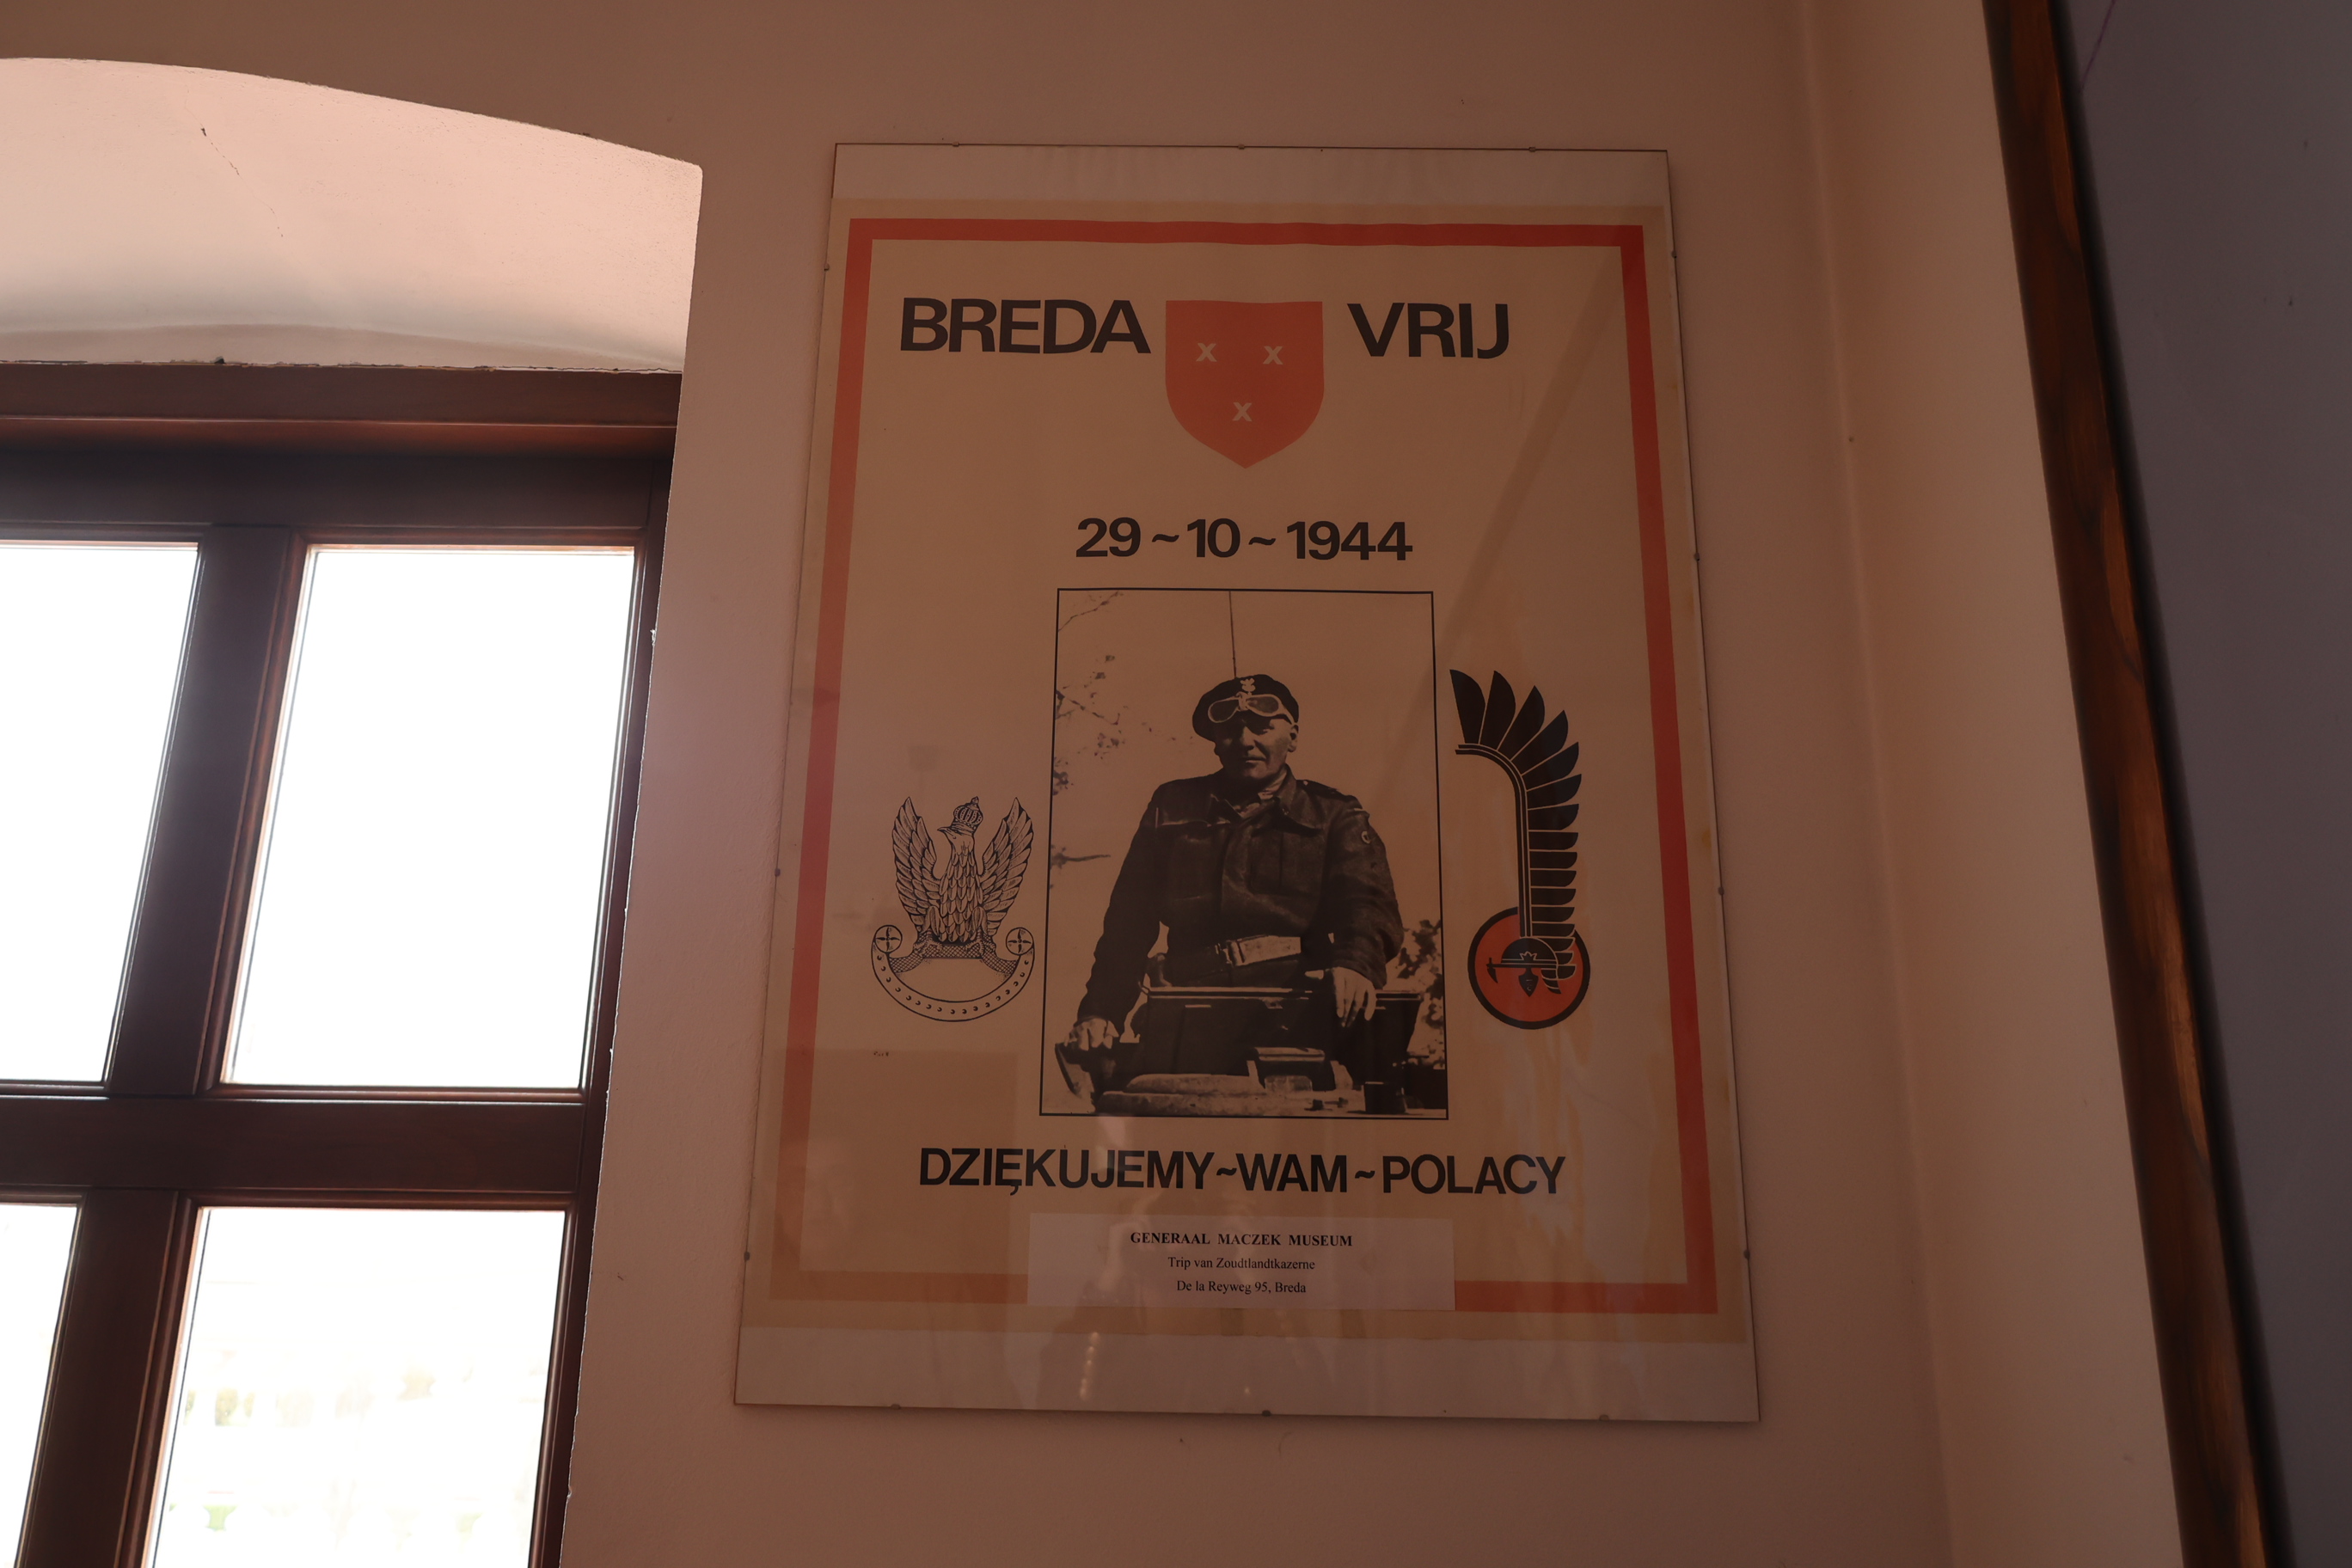 BREDA VRIJ
x x
x
29~10~1944
DZIĘKUJEMY~WAM~POLACY
GENERAAL MACZEK MUSEUM
Trip van Zoudtlandtkazerne
De la Reyweg 95, Breda